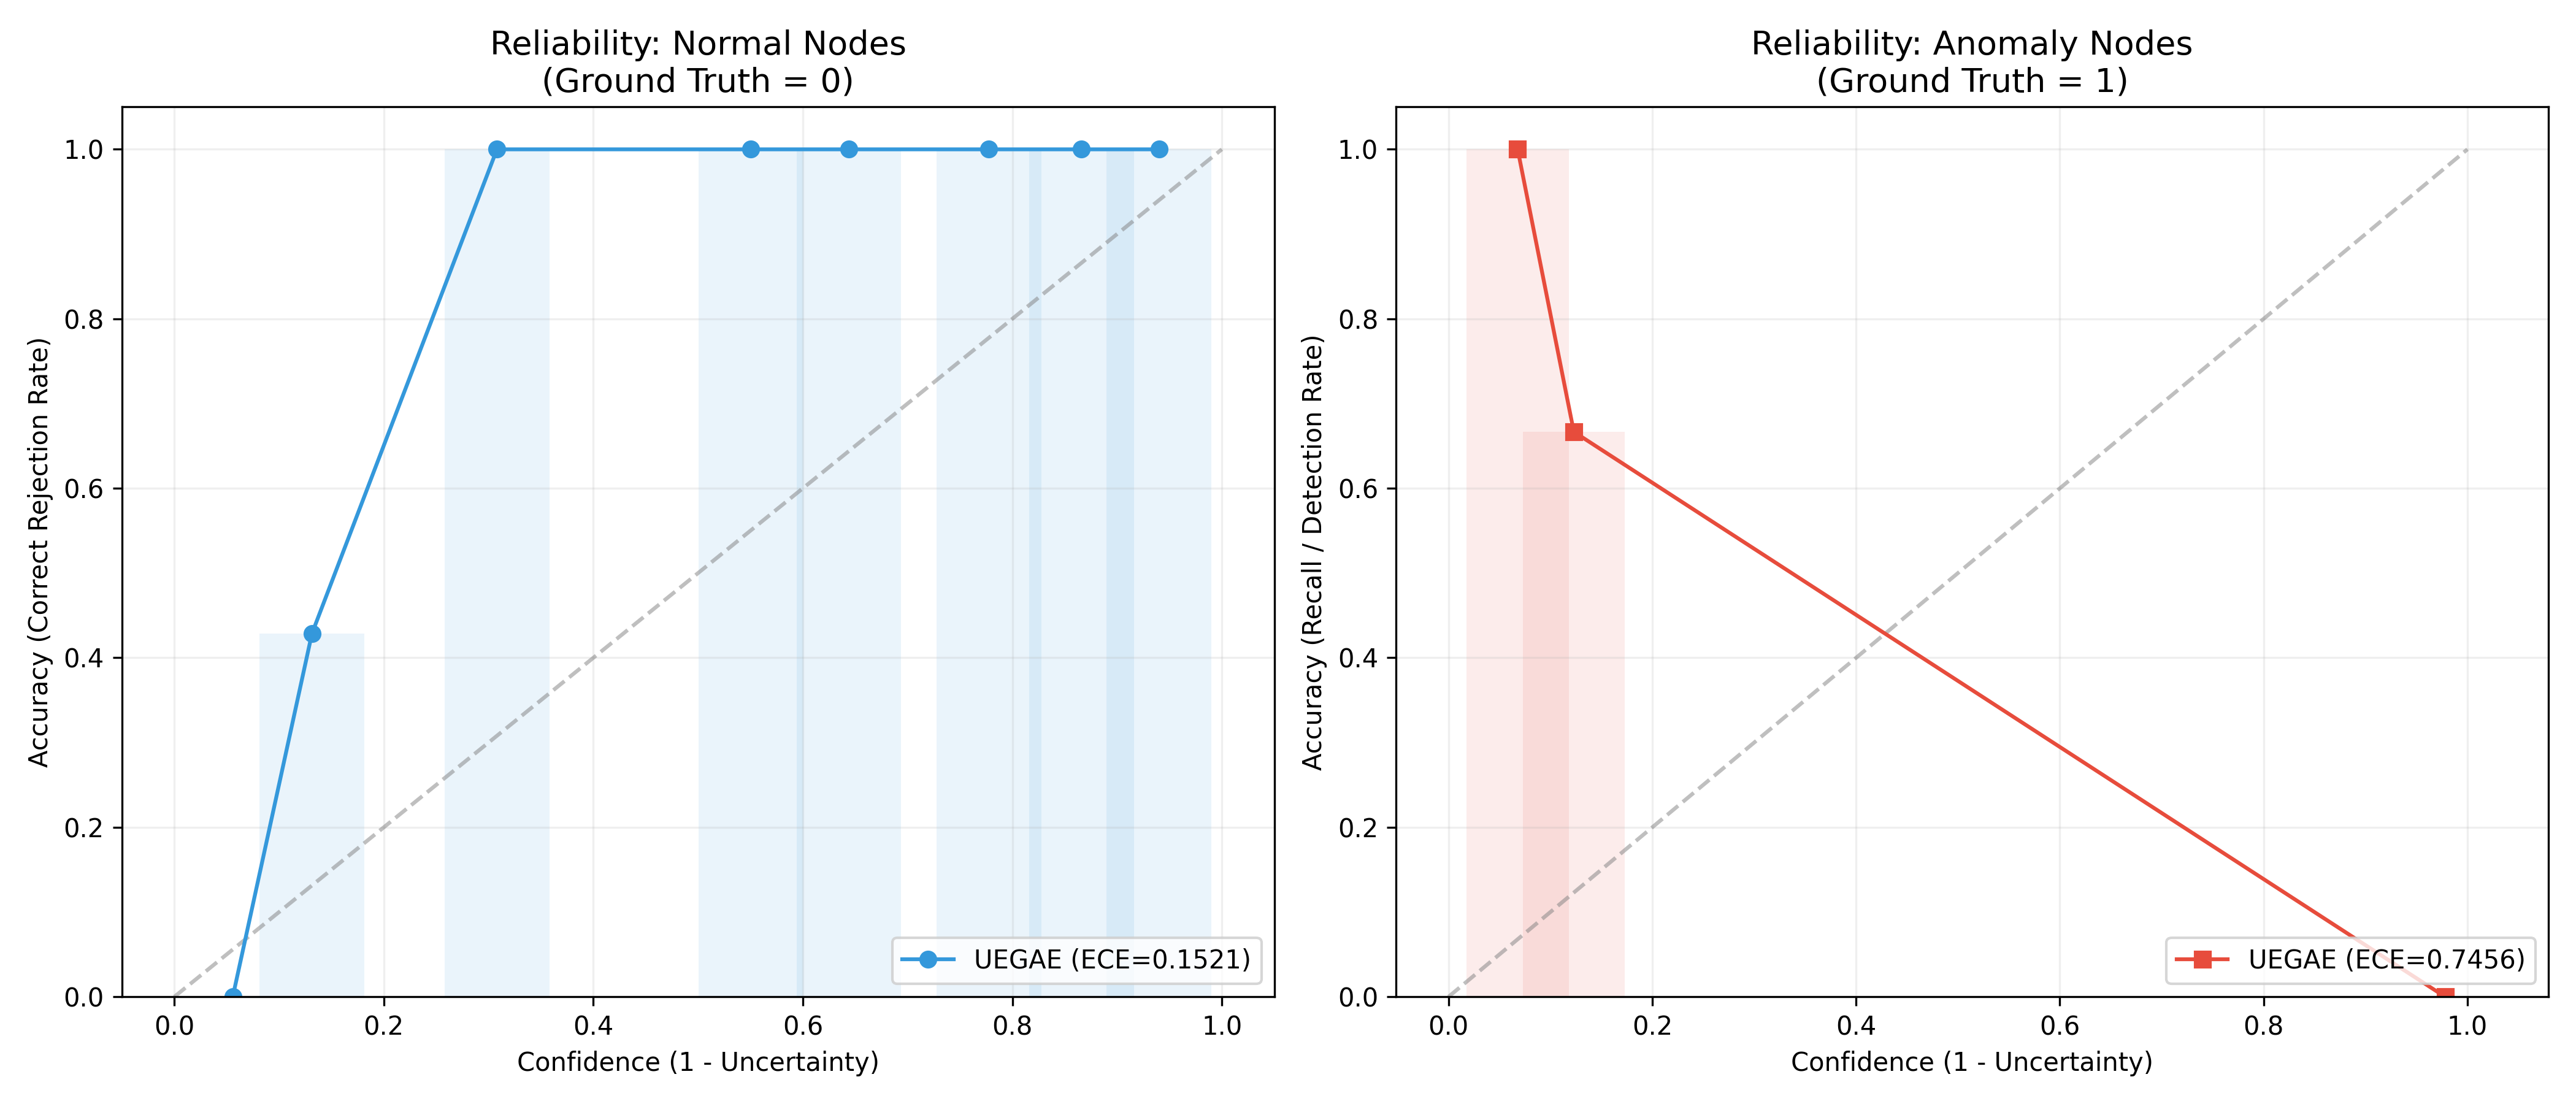 Reliability: Normal Nodes
(Ground Truth = 0)
Accuracy (Correct Rejection Rate)
1.0
0.8
0.6
0.4
0.2
0.0
0.0 0.2 0.4 0.6 0.8 1.0
Confidence (1 - Uncertainty)
UEGAE (ECE=0.1521)
Reliability: Anomaly Nodes
(Ground Truth = 1)
Accuracy (Recall / Detection Rate)
1.0
0.8
0.6
0.4
0.2
0.0
0.0 0.2 0.4 0.6 0.8 1.0
Confidence (1 - Uncertainty)
UEGAE (ECE=0.7456)